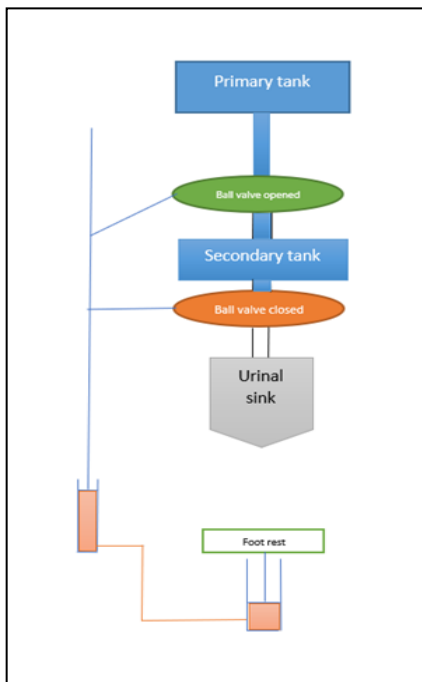 Primary tank
Ball valve opened
Secondary tank
Ball valve closed
Urinal
sink
Foot rest